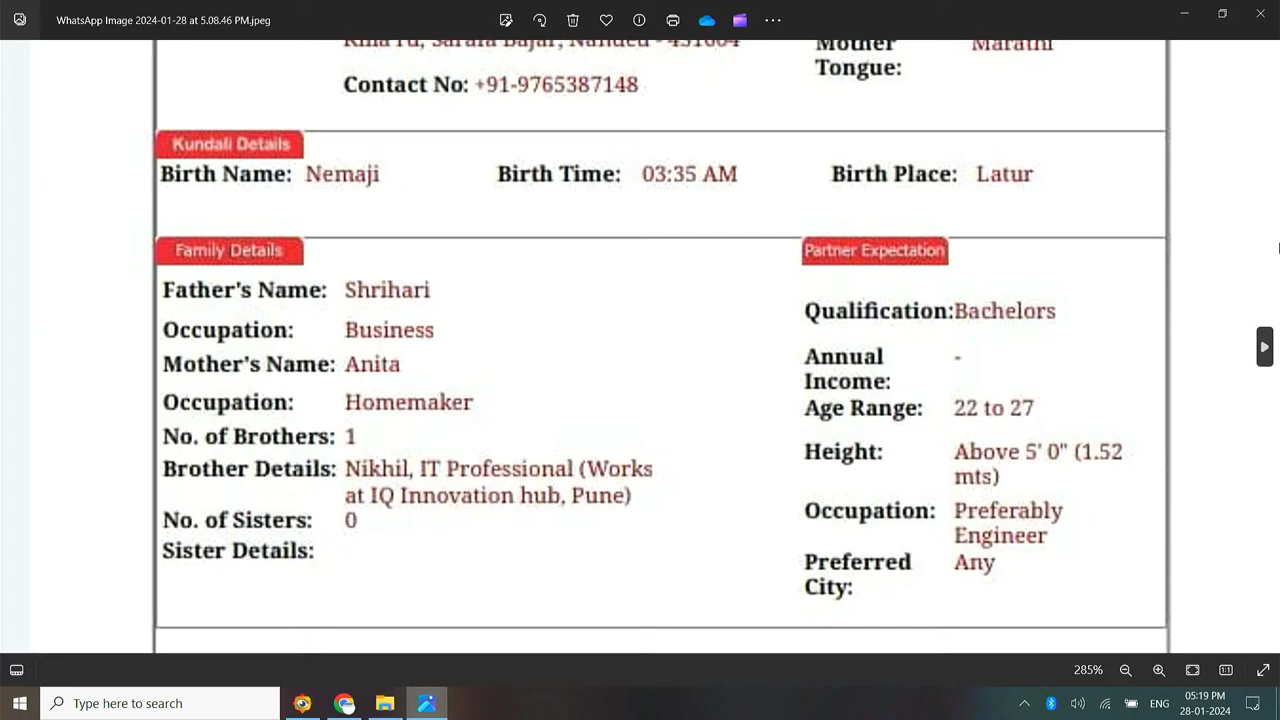 WhatsApp Image 2024-01-28 at 5.08.46 PM.jpeg
Bajar, Nanded - 431604
Mother Tongue: Marathi
Contact No: +91-9765387148
Kundali Details
Birth Name: Nemaji Birth Time: 03:35 AM Birth Place: Latur
Family Details
Father's Name: Shrihari
Occupation: Business
Mother's Name: Anita
Occupation: Homemaker
No. of Brothers: 1
Brother Details: Nikhil, IT Professional (Works
at IQ Innovation hub, Pune)
No. of Sisters: 0
Sister Details:
Partner Expectation
Qualification: Bachelors
Annual -
Income:
Age Range: 22 to 27
Height: Above 5' 0" (1.52
mts)
Occupation: Preferably
Engineer
Preferred Any
City:
285%
Type here to search
ENG
05:19 PM
28-01-2024